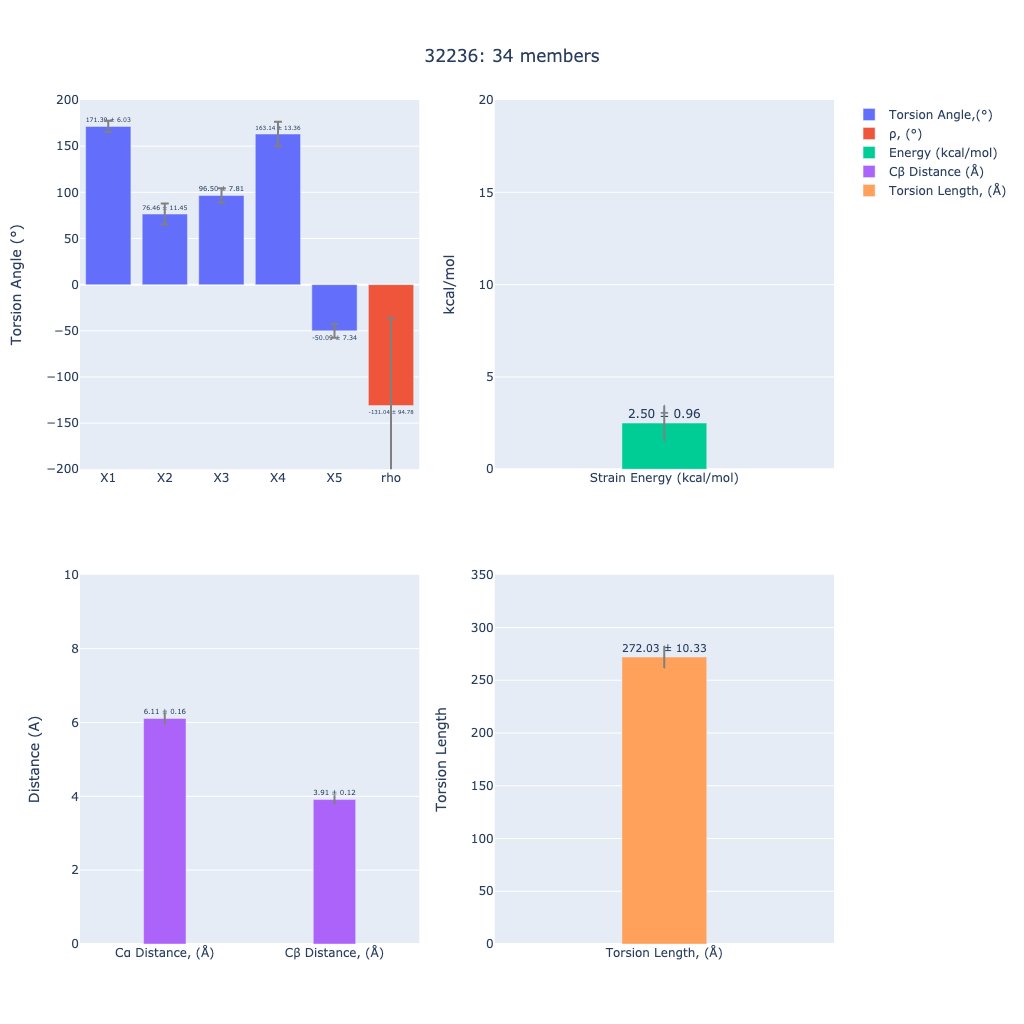 32236: 34 members
Torsion Angle (°)
200
150
100
50
0
−50
−100
−150
−200
171.39 ± 6.03
76.46 ± 11.45
96.50 ± 7.81
163.14 ± 13.36
-50.09 ± 7.34
-131.04 ± 94.78
X1 X2 X3 X4 X5 rho
kcal/mol
20
15
10
5
0
2.50 ± 0.96
Strain Energy (kcal/mol)
Torsion Angle,(°)
ρ, (°)
Energy (kcal/mol)
Cβ Distance (Å)
Torsion Length, (Å)
Distance (A)
10
8
6
4
2
0
6.11 ± 0.16
3.91 ± 0.12
Cα Distance, (Å) Cβ Distance, (Å)
Torsion Length
350
300
250
200
150
100
50
0
272.03 ± 10.33
Torsion Length, (Å)